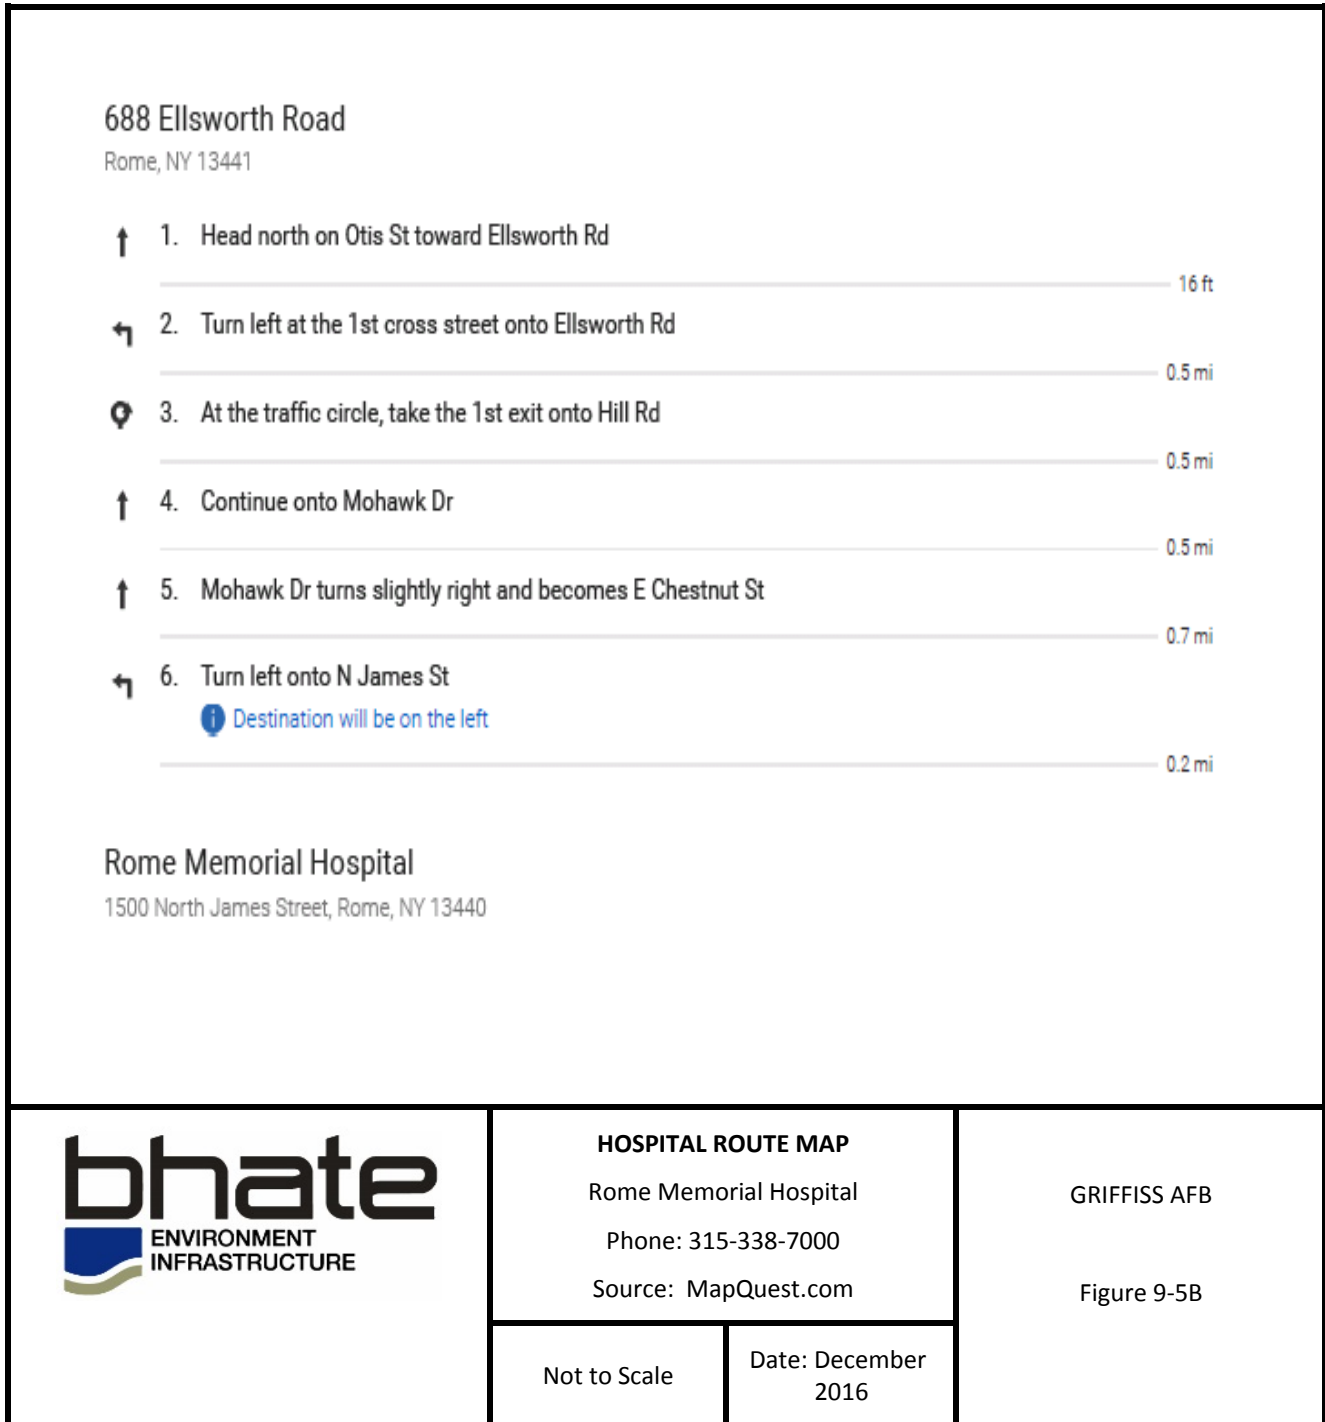 688 Ellsworth Road
Rome, NY 13441
1. Head north on Otis St toward Ellsworth Rd
16 ft
2. Turn left at the 1st cross street onto Ellsworth Rd
0.5 mi
3. At the traffic circle, take the 1st exit onto Hill Rd
0.5 mi
4. Continue onto Mohawk Dr
0.5 mi
5. Mohawk Dr turns slightly right and becomes E Chestnut St
0.7 mi
6. Turn left onto N James St
i Destination will be on the left
0.2 mi
Rome Memorial Hospital
1500 North James Street, Rome, NY 13440
bhate
ENVIRONMENT
INFRASTRUCTURE
HOSPITAL ROUTE MAP
Rome Memorial Hospital
Phone: 315-338-7000
Source: MapQuest.com
Not to Scale
Date: December
2016
GRIFFISS AFB
Figure 9-5B